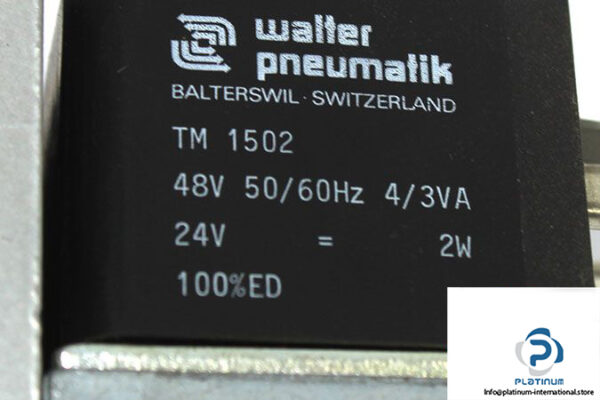 walter
pneumatik
BALTERSWIL · SWITZERLAND
TM 1502
48V 50/60Hz 4/3VA
24V = 2W
100%ED
PLATINUM
Info@platinum-international.store